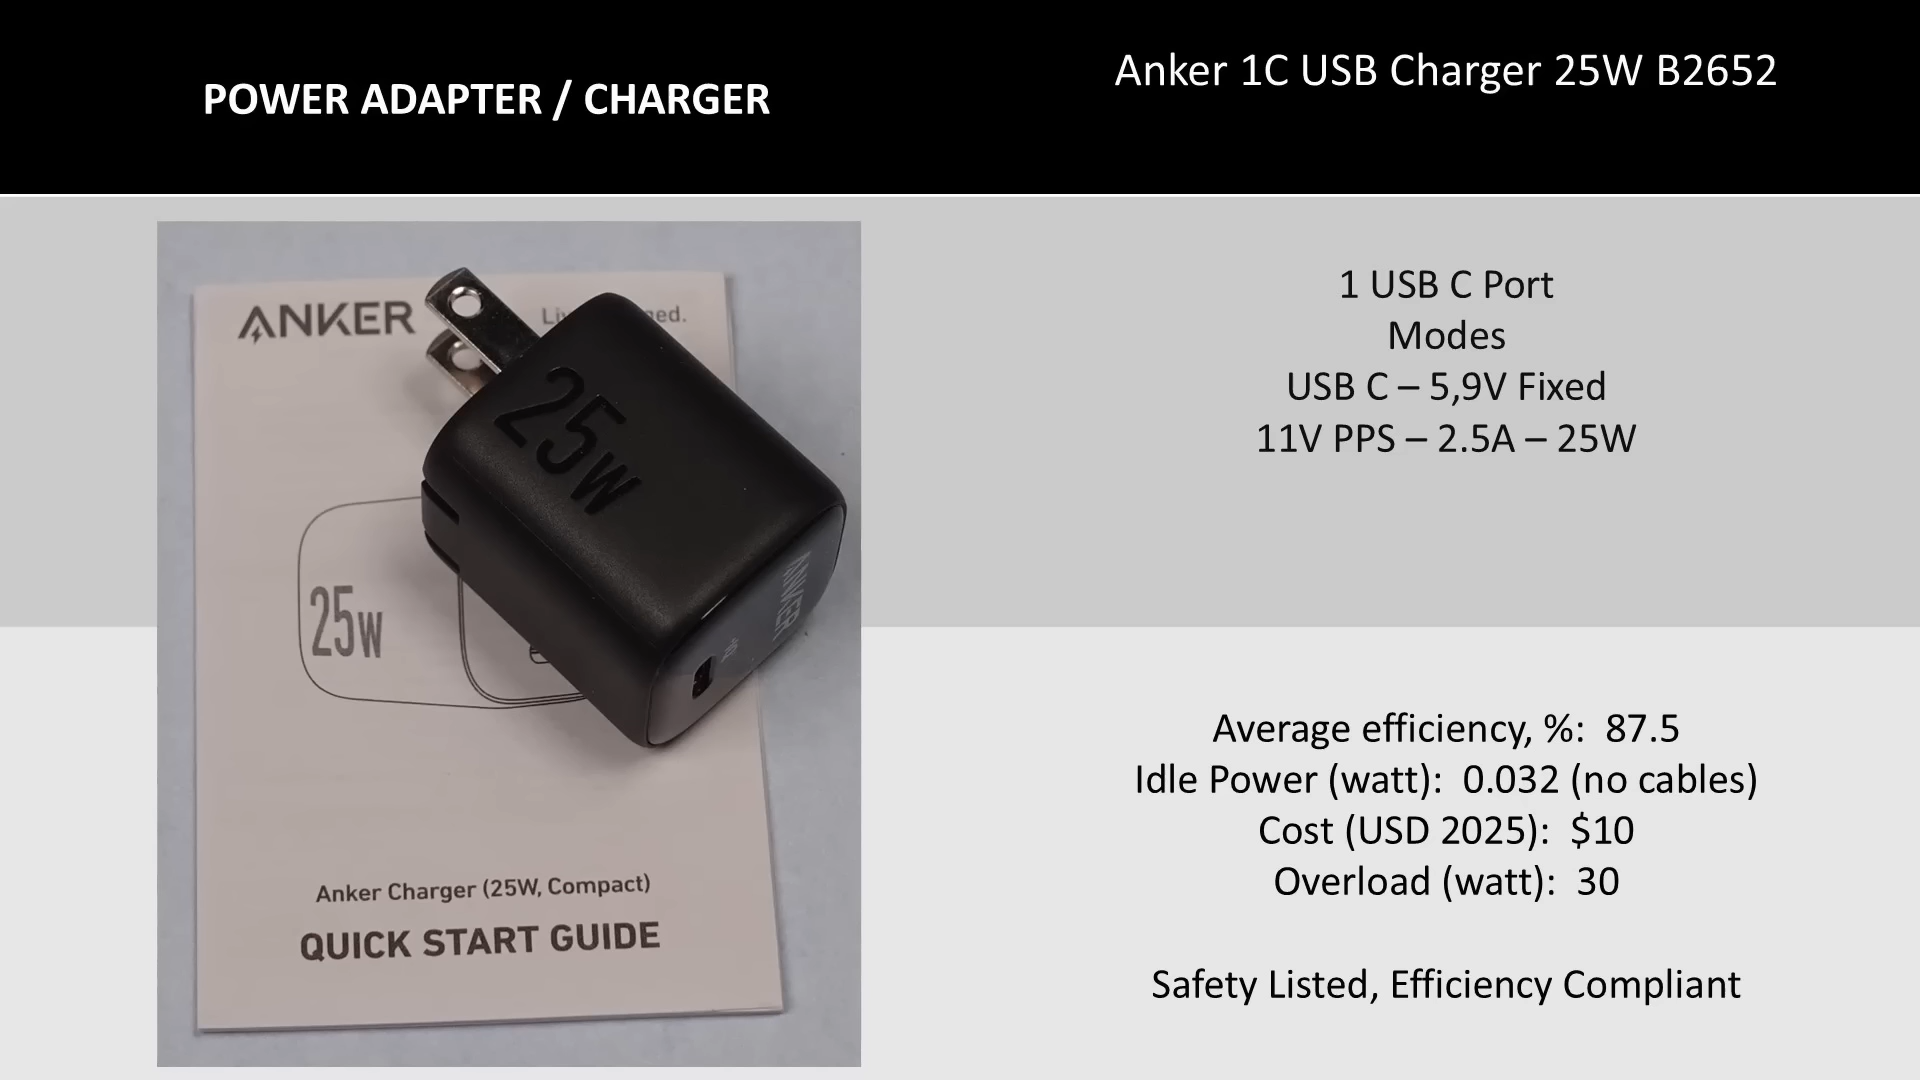 POWER ADAPTER / CHARGER
Anker 1C USB Charger 25W B2652
1 USB C Port
Modes
USB C – 5,9V Fixed
11V PPS – 2.5A – 25W
Average efficiency, %: 87.5
Idle Power (watt): 0.032 (no cables)
Cost (USD 2025): $10
Overload (watt): 30
Safety Listed, Efficiency Compliant
ANKER
25W
ANKER
25W
Anker Charger (25W, Compact)
QUICK START GUIDE